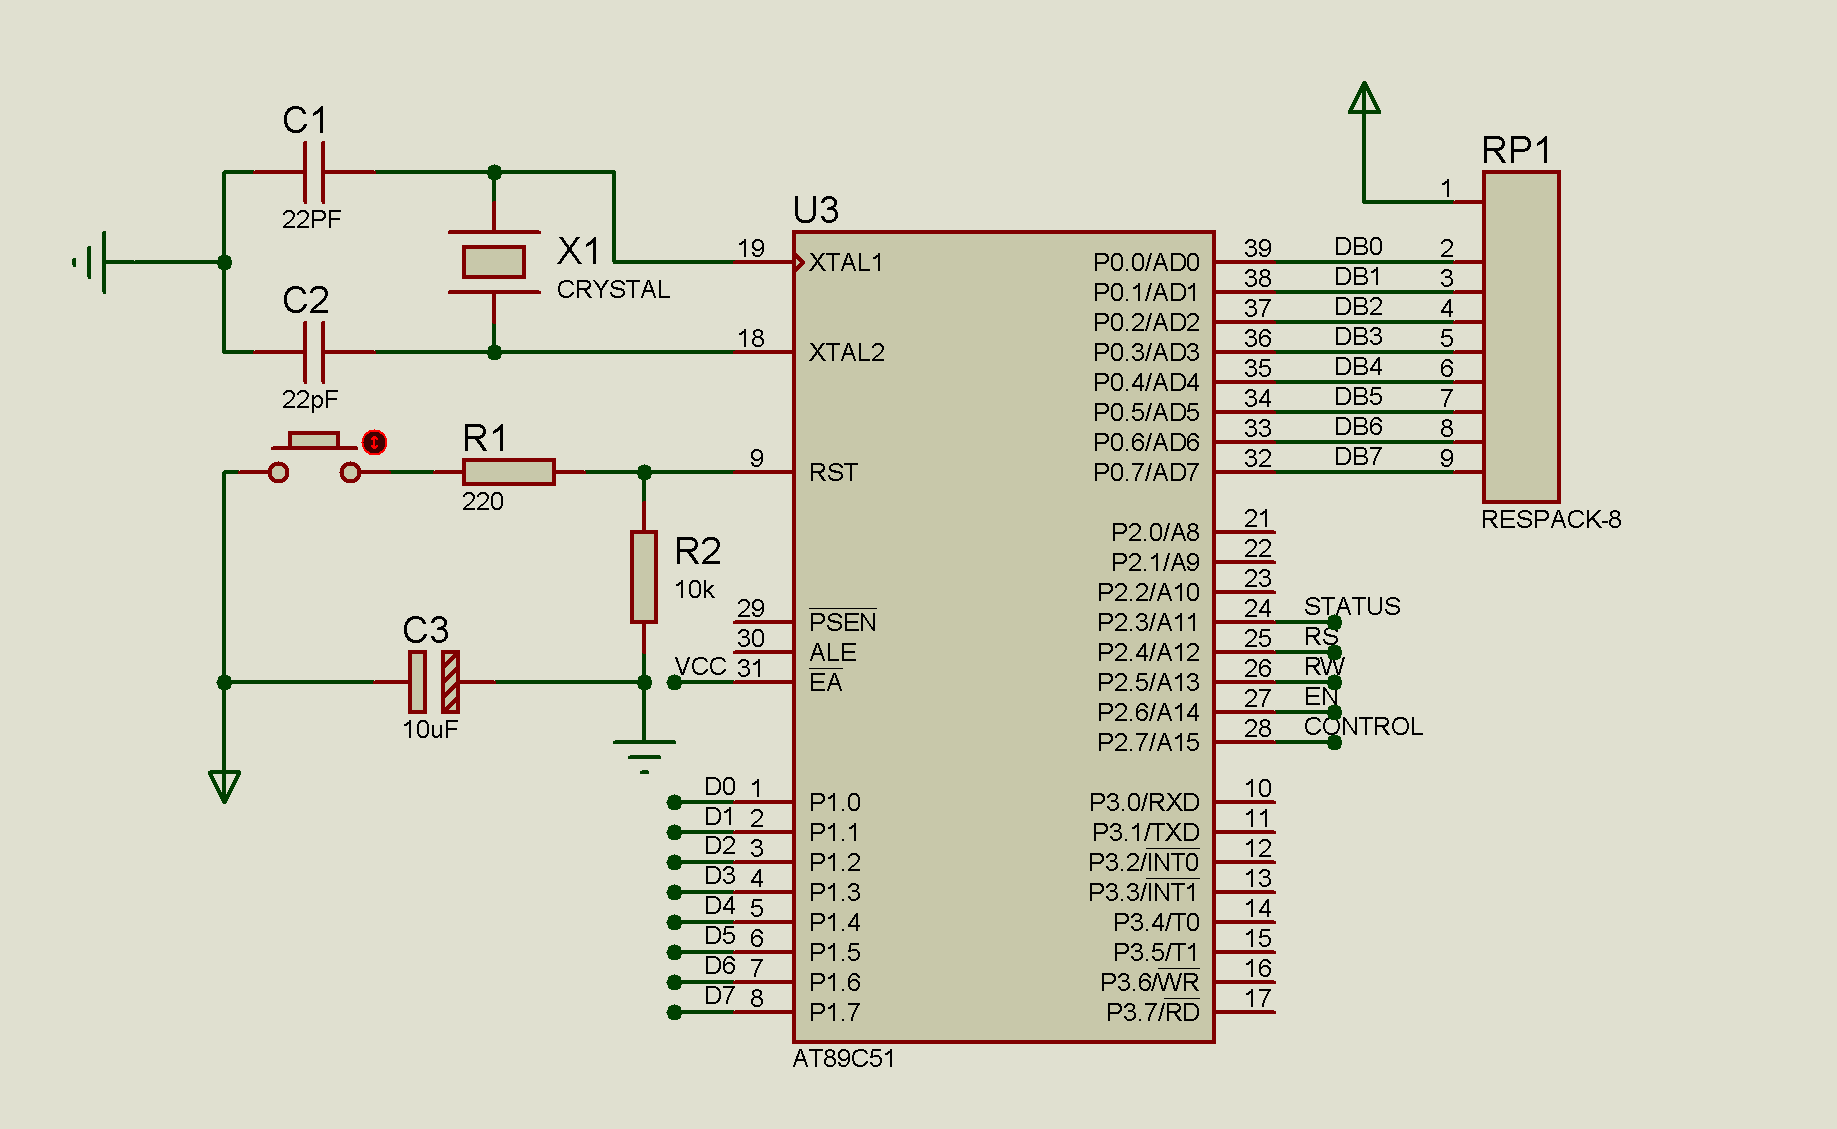 C1
22PF
C2
22pF
X1
CRYSTAL
R1
220
R2
10k
C3
10uF
VCC
U3
19 XTAL1
18 XTAL2
9 RST
29 PSEN
30 ALE
31 EA
D0 1 P1.0
D1 2 P1.1
D2 3 P1.2
D3 4 P1.3
D4 5 P1.4
D5 6 P1.5
D6 7 P1.6
D7 8 P1.7
P0.0/AD0 39 DB0 2
P0.1/AD1 38 DB1 3
P0.2/AD2 37 DB2 4
P0.3/AD3 36 DB3 5
P0.4/AD4 35 DB4 6
P0.5/AD5 34 DB5 7
P0.6/AD6 33 DB6 8
P0.7/AD7 32 DB7 9
P2.0/A8 21
P2.1/A9 22
P2.2/A10 23
P2.3/A11 24 STATUS
P2.4/A12 25 RS
P2.5/A13 26 RW
P2.6/A14 27 EN
P2.7/A15 28 CONTROL
P3.0/RXD 10
P3.1/TXD 11
P3.2/INT0 12
P3.3/INT1 13
P3.4/T0 14
P3.5/T1 15
P3.6/WR 16
P3.7/RD 17
AT89C51
RP1
1
RESPACK-8